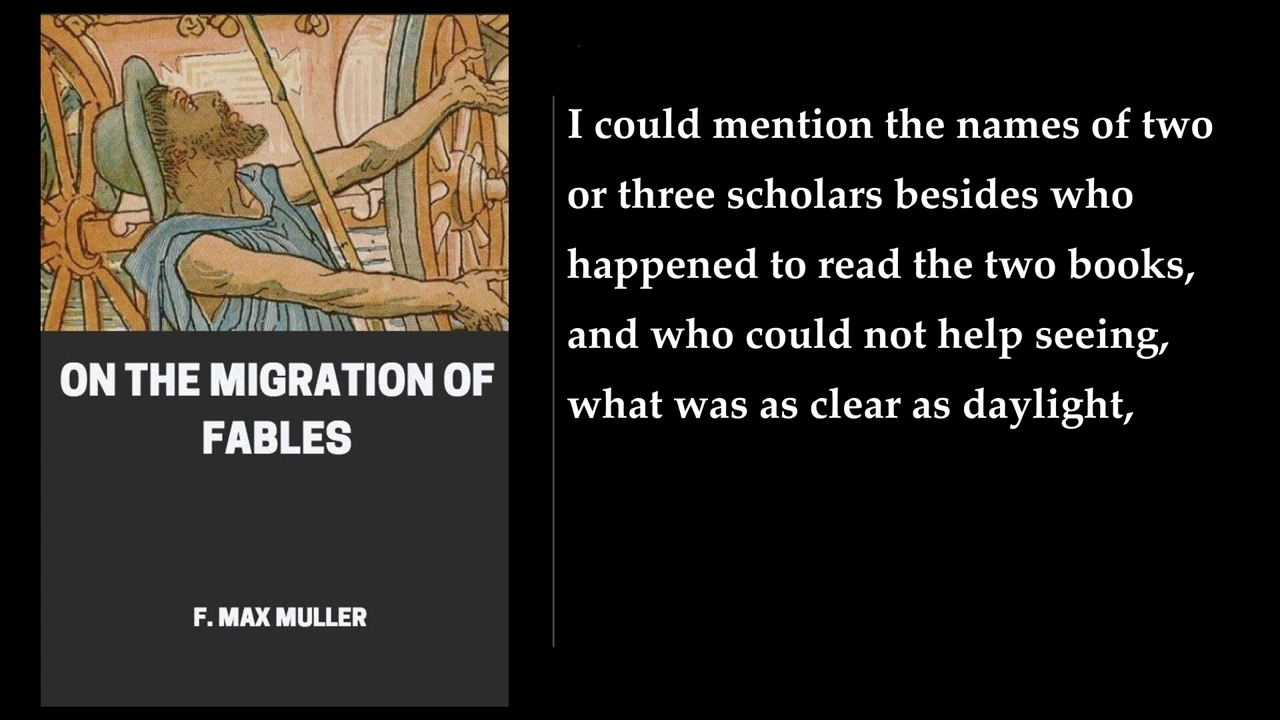 ON THE MIGRATION OF
FABLES
F. MAX MULLER
I could mention the names of two
or three scholars besides who
happened to read the two books,
and who could not help seeing,
what was as clear as daylight,